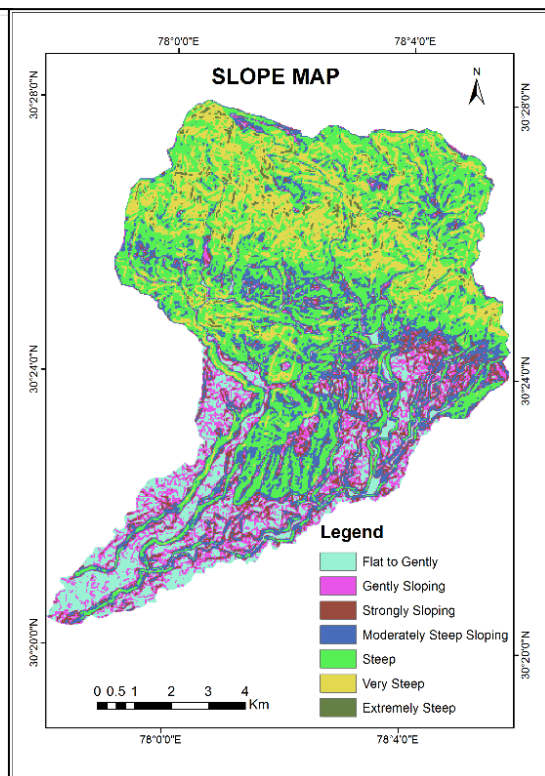 78°0'0"E 78°4'0"E
SLOPE MAP
N
30°28'0"N 30°28'0"N
30°24'0"N 30°24'0"N
30°20'0"N 30°20'0"N
Legend
Flat to Gently
Gently Sloping
Strongly Sloping
Moderately Steep Sloping
Steep
Very Steep
Extremely Steep
0 0.5 1 2 3 4
Km
78°0'0"E 78°4'0"E